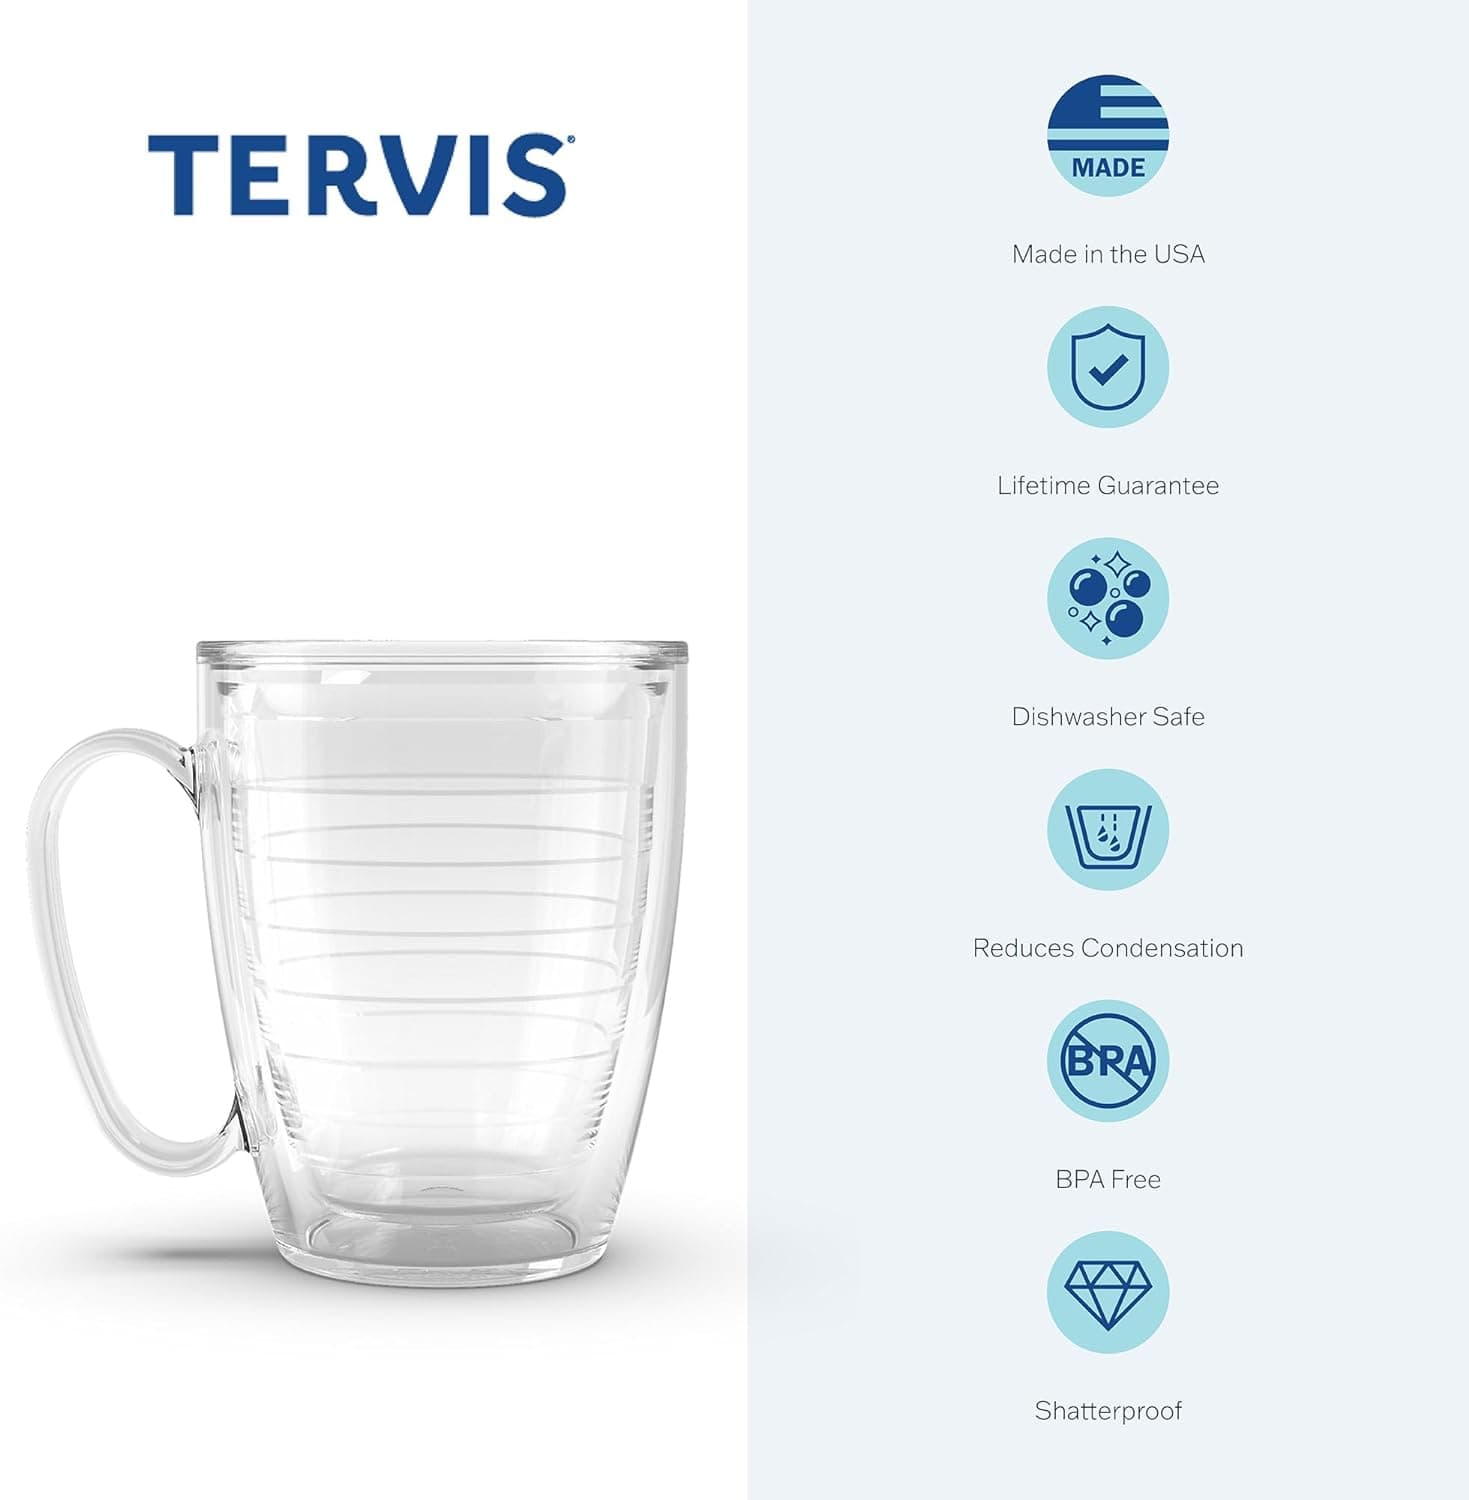 TERVIS®
MADE
Made in the USA
Lifetime Guarantee
Dishwasher Safe
Reduces Condensation
BPA
BPA Free
Shatterproof